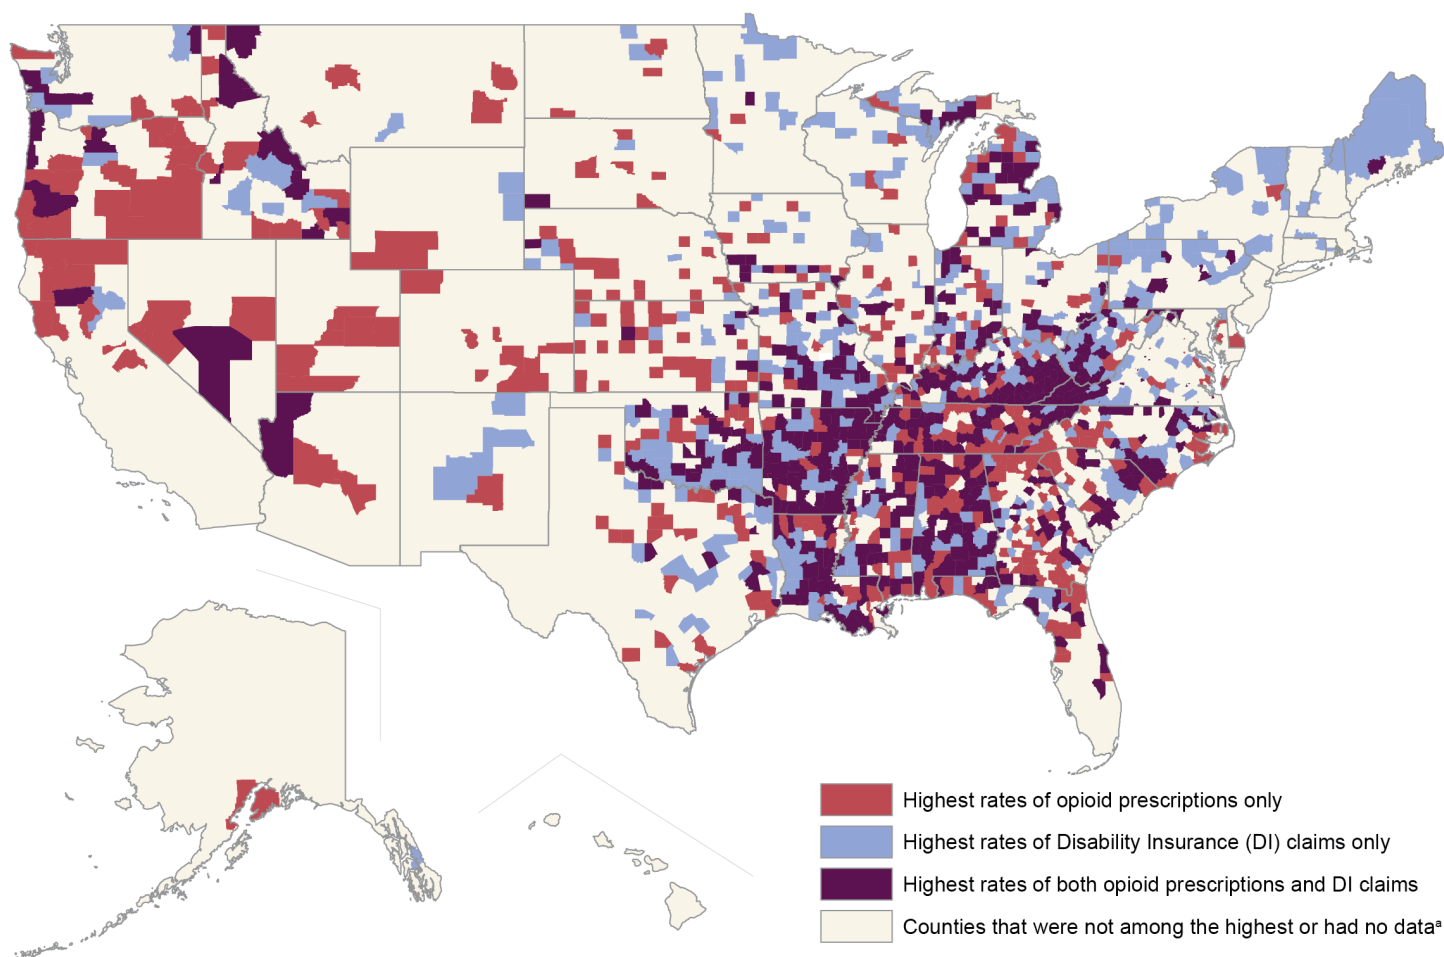 Highest rates of opioid prescriptions only
Highest rates of Disability Insurance (DI) claims only
Highest rates of both opioid prescriptions and DI claims
Counties that were not among the highest or had no dataᵃ